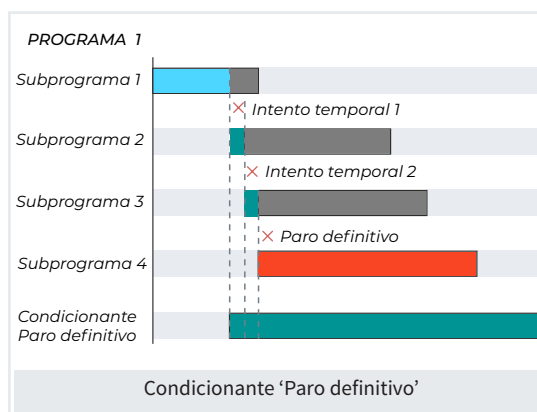 PROGRAMA 1
Subprograma 1
Intento temporal 1
Subprograma 2
Intento temporal 2
Subprograma 3
Paro definitivo
Subprograma 4
Condicionante
Paro definitivo
Condicionante ‘Paro definitivo’